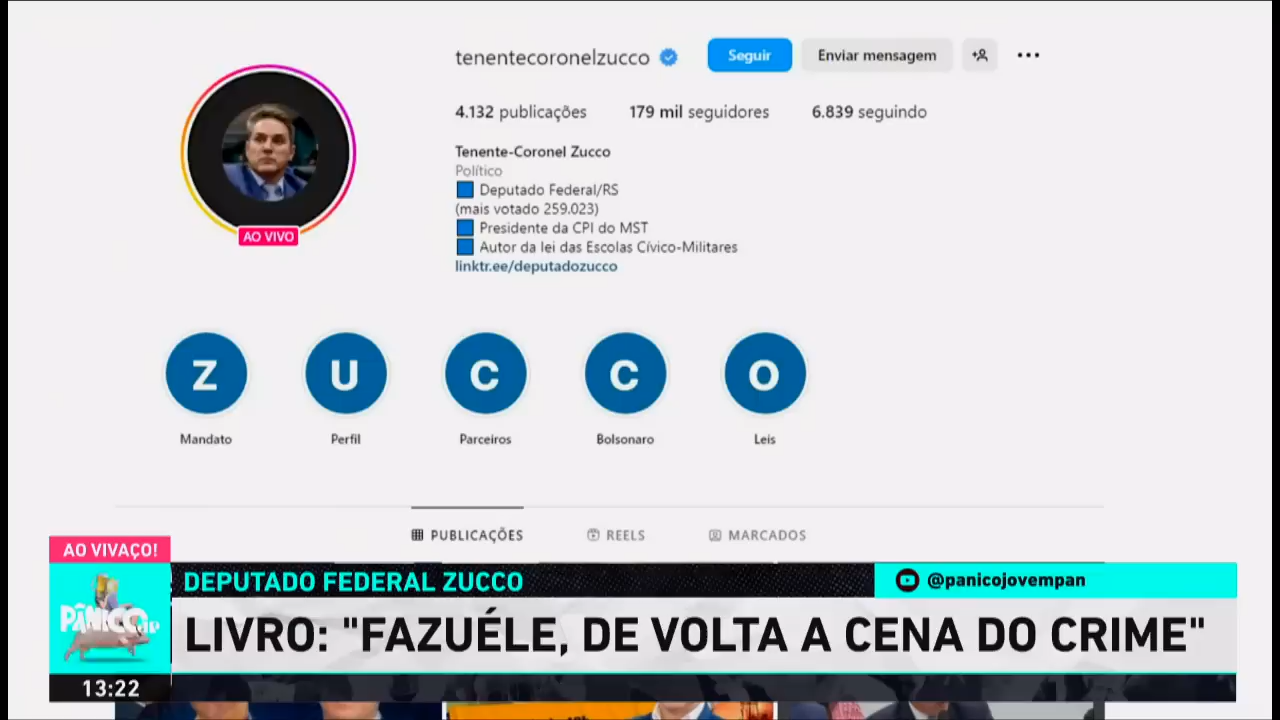 tenentecoronelzucco
Seguir
Enviar mensagem
4.132 publicações 179 mil seguidores 6.839 seguindo
Tenente-Coronel Zucco
Político
Deputado Federal/RS
(mais votado 259.023)
Presidente da CPI do MST
Autor da lei das Escolas Cívico-Militares
linktr.ee/deputadozucco
AO VIVO
Z U C C O
Mandato Perfil Parceiros Bolsonaro Leis
PUBLICAÇÕES REELS MARCADOS
AO VIVAÇO!
DEPUTADO FEDERAL ZUCCO
@panicojovempan
PÂNICO JP
LIVRO: "FAZUÉLE, DE VOLTA A CENA DO CRIME"
13:22